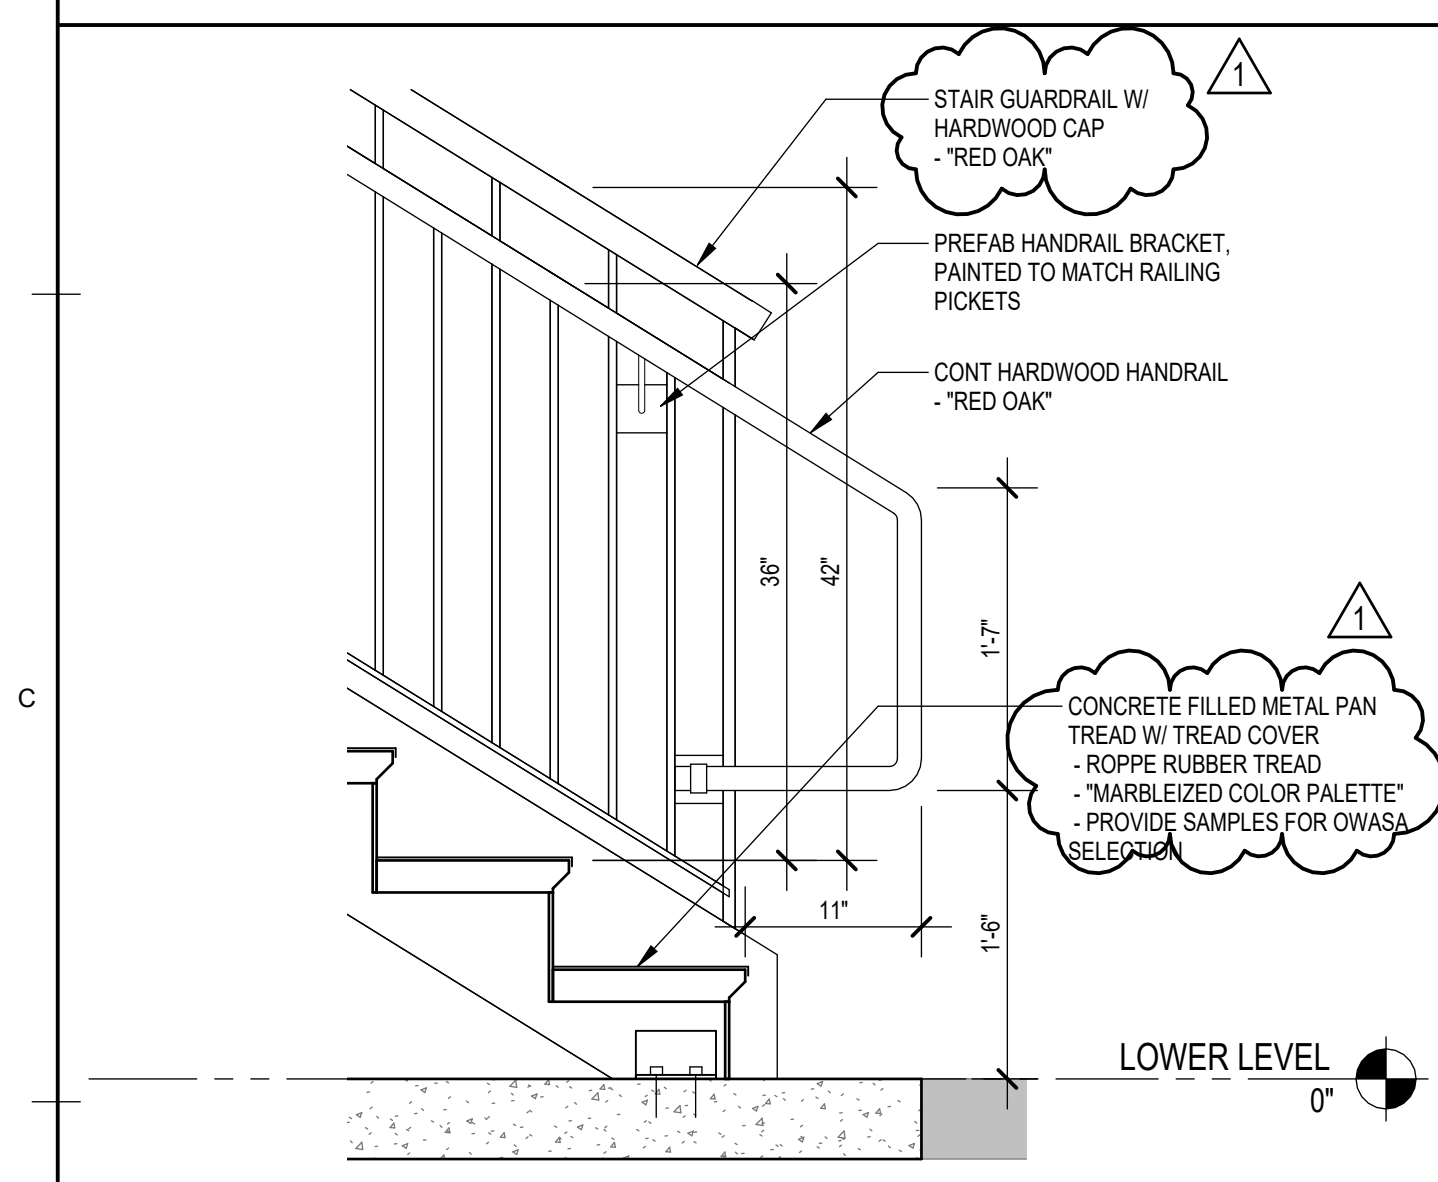 1
STAIR GUARDRAIL W/
HARDWOOD CAP
- "RED OAK"
PREFAB HANDRAIL BRACKET,
PAINTED TO MATCH RAILING
PICKETS
CONT HARDWOOD HANDRAIL
- "RED OAK"
36"
42"
1'-7"
1
C
CONCRETE FILLED METAL PAN
TREAD W/ TREAD COVER
- ROPPE RUBBER TREAD
- "MARBLEIZED COLOR PALETTE"
- PROVIDE SAMPLES FOR OWASA
SELECTION
11"
1'-6"
LOWER LEVEL
0"